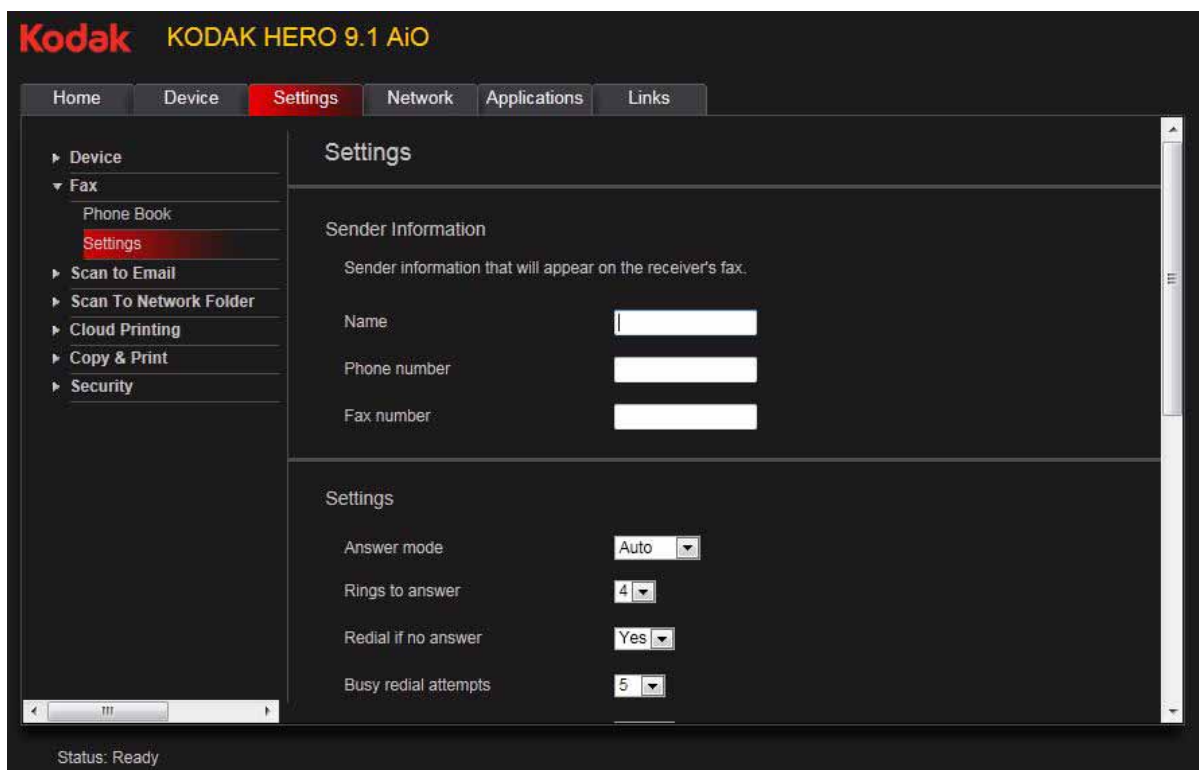 Kodak KODAK HERO 9.1 AiO
Home Device Settings Network Applications Links
Device
Fax
Phone Book
Settings
Scan to Email
Scan To Network Folder
Cloud Printing
Copy & Print
Security
Settings
Sender Information
Sender information that will appear on the receiver's fax.
Name
Phone number
Fax number
Settings
Answer mode Auto
Rings to answer 4
Redial if no answer Yes
Busy redial attempts 5
Status: Ready